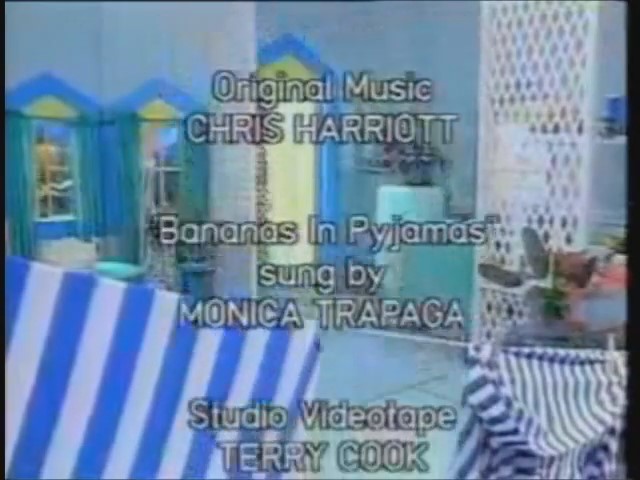 Original Music
CHRIS HARRIOTT
"Bananas In Pyjamas"
sung by
MONICA TRAPAGA
Studio Videotape
TERRY COOK